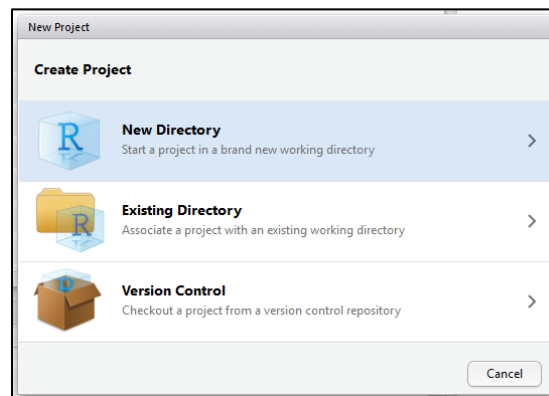 New Project
Create Project
R
New Directory
Start a project in a brand new working directory
R
Existing Directory
Associate a project with an existing working directory
Version Control
Checkout a project from a version control repository
Cancel